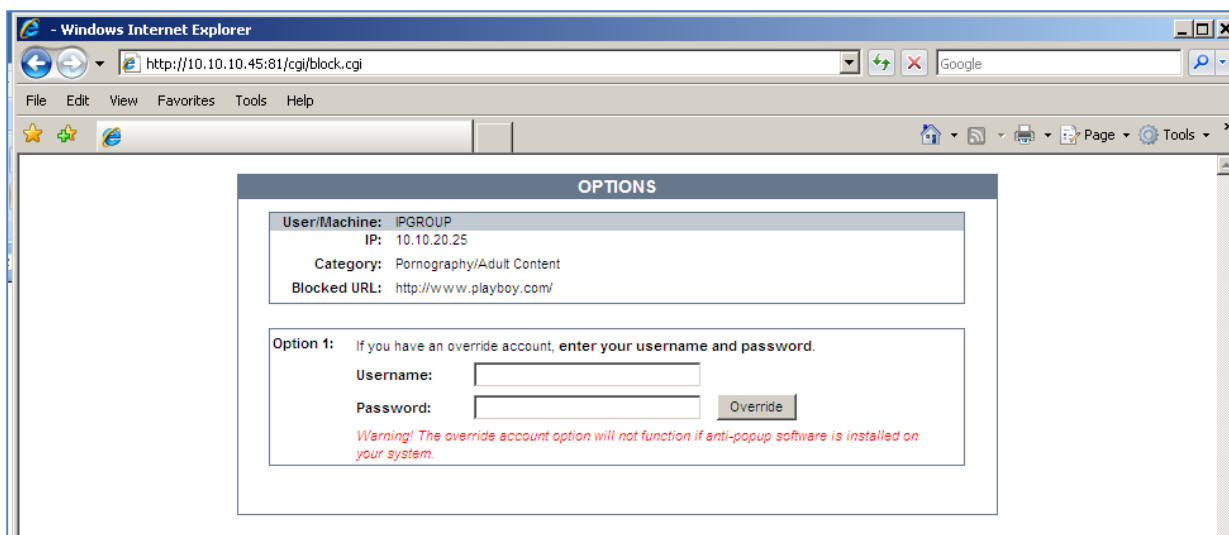 - Windows Internet Explorer
http://10.10.10.45:81/cgi/block.cgi
Google
File Edit View Favorites Tools Help
Page Tools
OPTIONS
User/Machine: IPGROUP
IP: 10.10.20.25
Category: Pornography/Adult Content
Blocked URL: http://www.playboy.com/
Option 1: If you have an override account, enter your username and password.
Username:
Password: Override
Warning! The override account option will not function if anti-popup software is installed on
your system.